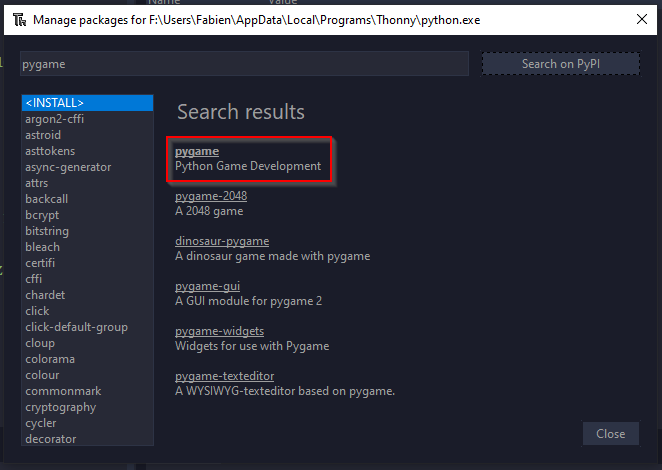 Name
Value
Manage packages for F:\Users\Fabien\AppData\Local\Programs\Thonny\python.exe
pygame
Search on PyPI
<INSTALL>
argon2-cffi
astroid
asttokens
async-generator
attrs
backcall
bcrypt
bitstring
bleach
certifi
cffi
chardet
click
click-default-group
cloup
colorama
colour
commonmark
cryptography
cycler
decorator
Search results
pygame
Python Game Development
pygame-2048
A 2048 game
dinosaur-pygame
A dinosaur game made with pygame
pygame-gui
A GUI module for pygame 2
pygame-widgets
Widgets for use with Pygame
pygame-texteditor
A WYSIWYG-texteditor based on pygame.
Close